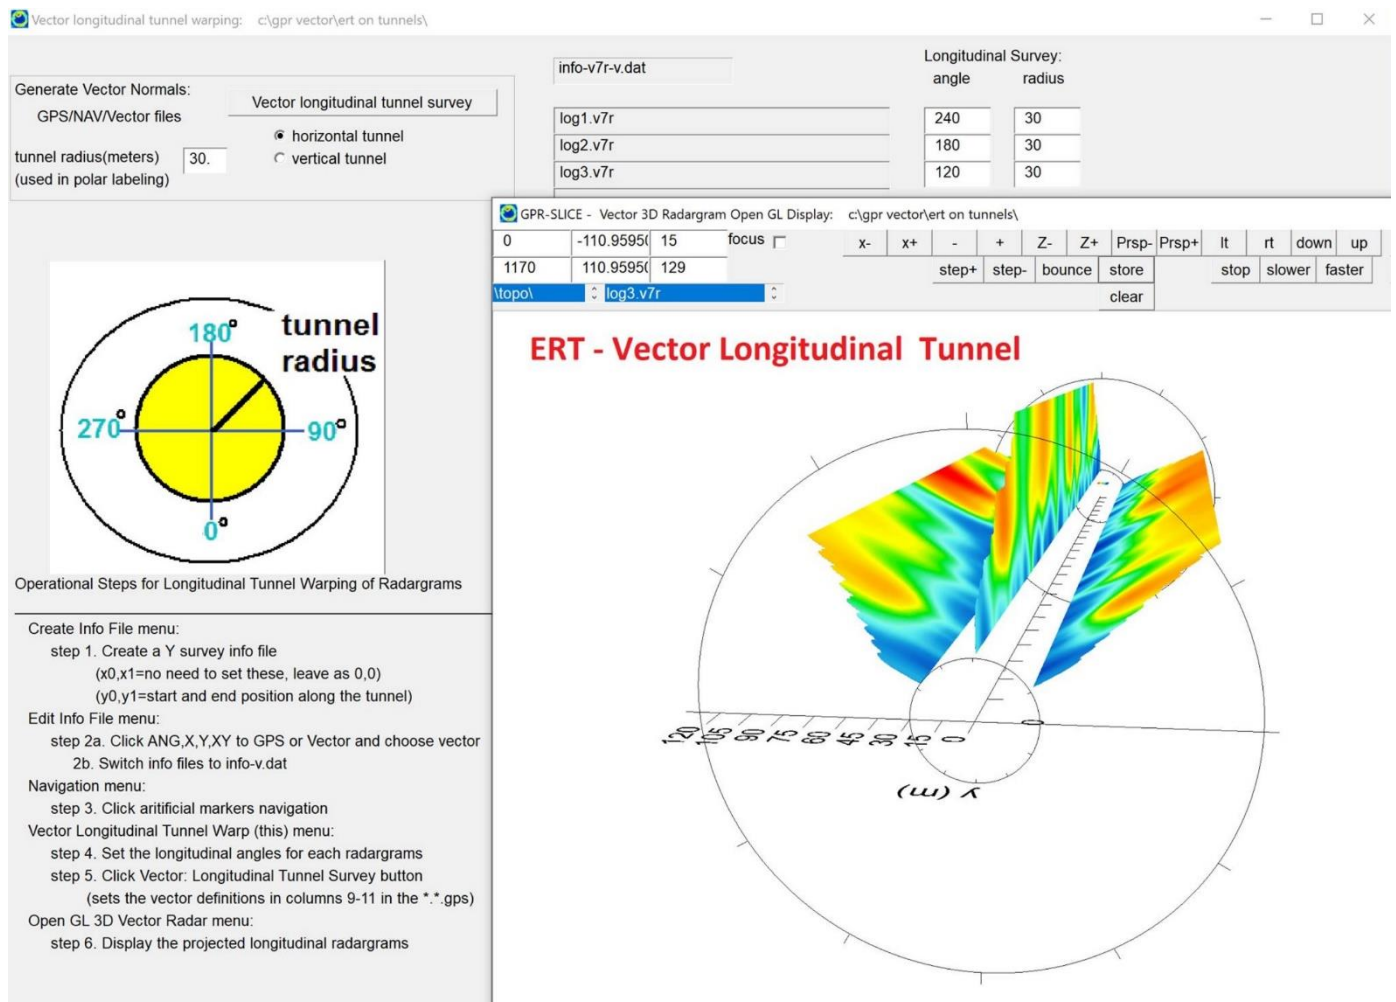 Vector longitudinal tunnel warping: c:\gpr vector\ert on tunnels\
Generate Vector Normals:
GPS/NAV/Vector files
Vector longitudinal tunnel survey
horizontal tunnel
vertical tunnel
tunnel radius(meters) 30.
(used in polar labeling)
info-v7r-v.dat
Longitudinal Survey:
angle radius
log1.v7r 240 30
log2.v7r 180 30
log3.v7r 120 30
tunnel
radius
180°
270°
90°
0°
Operational Steps for Longitudinal Tunnel Warping of Radargrams
Create Info File menu:
step 1. Create a Y survey info file
(x0,x1=no need to set these, leave as 0,0)
(y0,y1=start and end position along the tunnel)
Edit Info File menu:
step 2a. Click ANG,X,Y,XY to GPS or Vector and choose vector
2b. Switch info files to info-v.dat
Navigation menu:
step 3. Click aritificial markers navigation
Vector Longitudinal Tunnel Warp (this) menu:
step 4. Set the longitudinal angles for each radargrams
step 5. Click Vector: Longitudinal Tunnel Survey button
(sets the vector definitions in columns 9-11 in the *.*.gps)
Open GL 3D Vector Radar menu:
step 6. Display the projected longitudinal radargrams
GPR-SLICE - Vector 3D Radargram Open GL Display: c:\gpr vector\ert on tunnels\
0 -110.9595( 15 focus x- x+ - + Z- Z+ Prsp- Prsp+ lt rt down up
1170 110.9595( 129 step+ step- bounce store stop slower faster
\topo\ log3.v7r clear
ERT - Vector Longitudinal Tunnel
120 105 90 75 60 45 30 15 0 0
y (m)